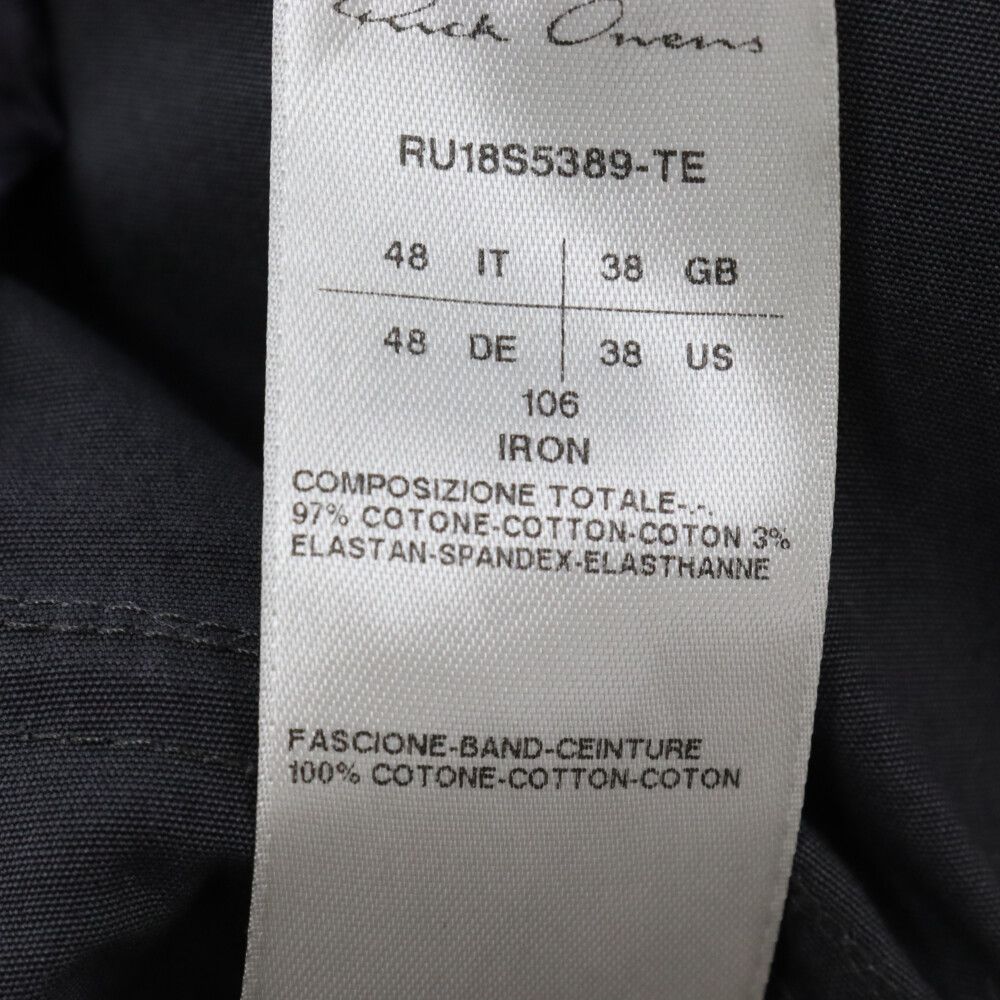 Rick Owens
RU18S5389-TE
48 IT 38 GB
48 DE 38 US
106
IRON
COMPOSIZIONE TOTALE-.-.
97% COTONE-COTTON-COTON 3%
ELASTAN-SPANDEX-ELASTHANNE
FASCIONE-BAND-CEINTURE
100% COTONE-COTTON-COTON